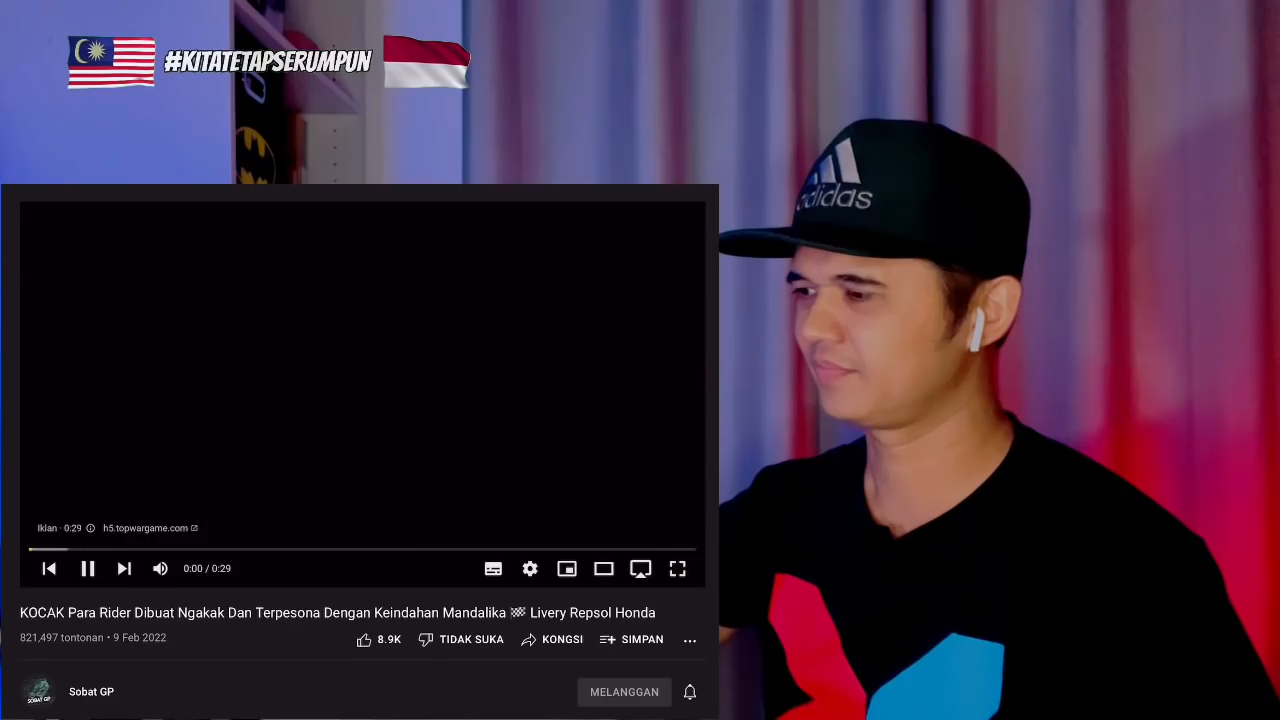 #KITATETAPSERUMPUN
adidas
Iklan · 0:29 h5.topwargame.com
0:00 / 0:29
KOCAK Para Rider Dibuat Ngakak Dan Terpesona Dengan Keindahan Mandalika 🏁 Livery Repsol Honda
821,497 tontonan • 9 Feb 2022
8.9K TIDAK SUKA KONGSI SIMPAN
SOBAT GP
Sobat GP
MELANGGAN